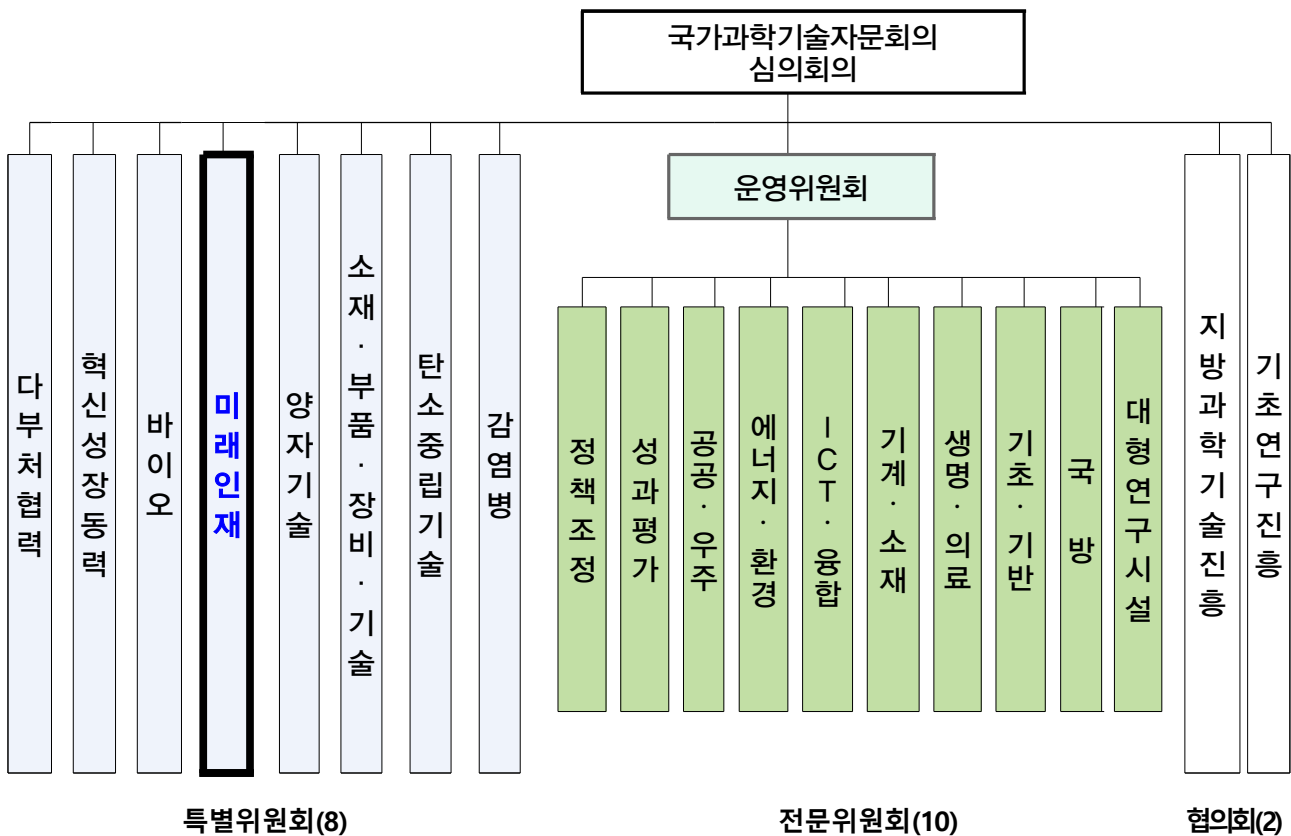 국가과학기술자문회의
심의회의
운영위원회
다부처협력
혁신성장동력
바이오
미래인재
양자기술
소재·부품·장비·기술
탄소중립기술
감염병
정책조정
성과평가
공공·우주
에너지·환경
ICT·융합
기계·소재
생명·의료
기초·기반
국방
대형연구시설
지방과학기술진흥
기초연구진흥
특별위원회(8)
전문위원회(10)
협의회(2)